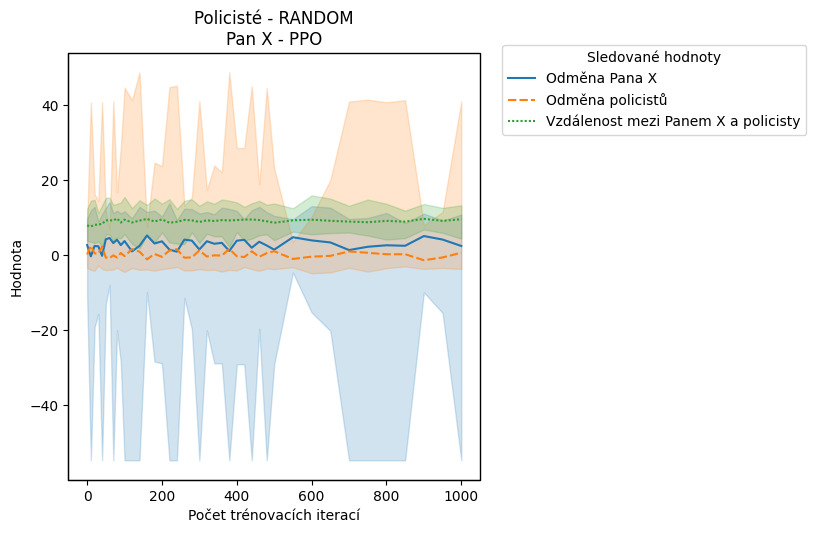 Policisté - RANDOM
Pan X - PPO
Sledované hodnoty
Odměna Pana X
Odměna policistů
Vzdálenost mezi Panem X a policisty
Hodnota
40
20
0
−20
−40
0 200 400 600 800 1000
Počet trénovacích iterací